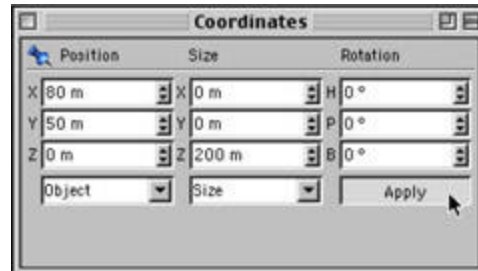 Coordinates
Position Size Rotation
X 80 m X 0 m H 0 °
Y 50 m Y 0 m P 0 °
Z 0 m Z 200 m B 0 °
Object Size Apply